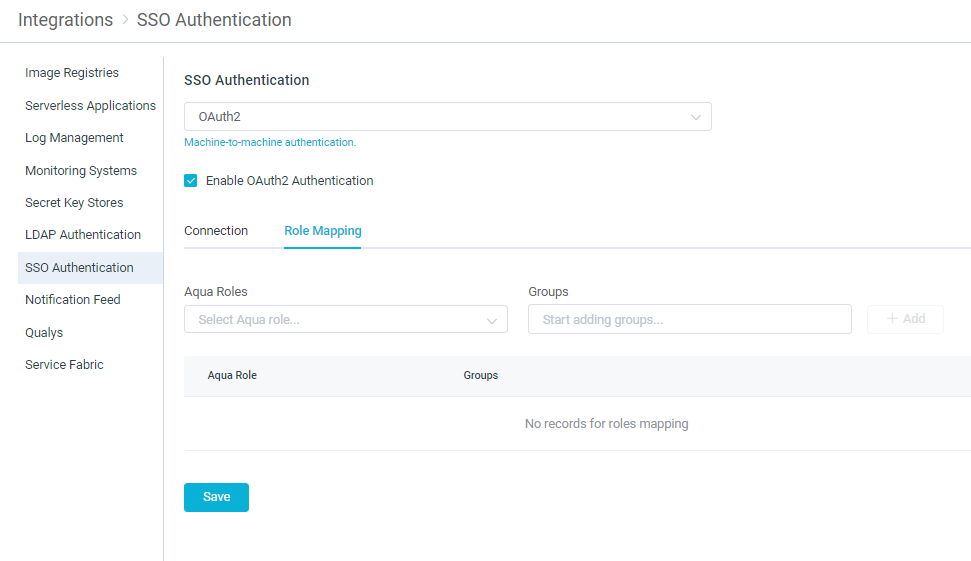 Integrations > SSO Authentication
Image Registries
Serverless Applications
Log Management
Monitoring Systems
Secret Key Stores
LDAP Authentication
SSO Authentication
Notification Feed
Qualys
Service Fabric
SSO Authentication
OAuth2
Machine-to-machine authentication.
Enable OAuth2 Authentication
Connection Role Mapping
Aqua Roles Groups
Select Aqua role... Start adding groups... + Add
Aqua Role Groups
No records for roles mapping
Save